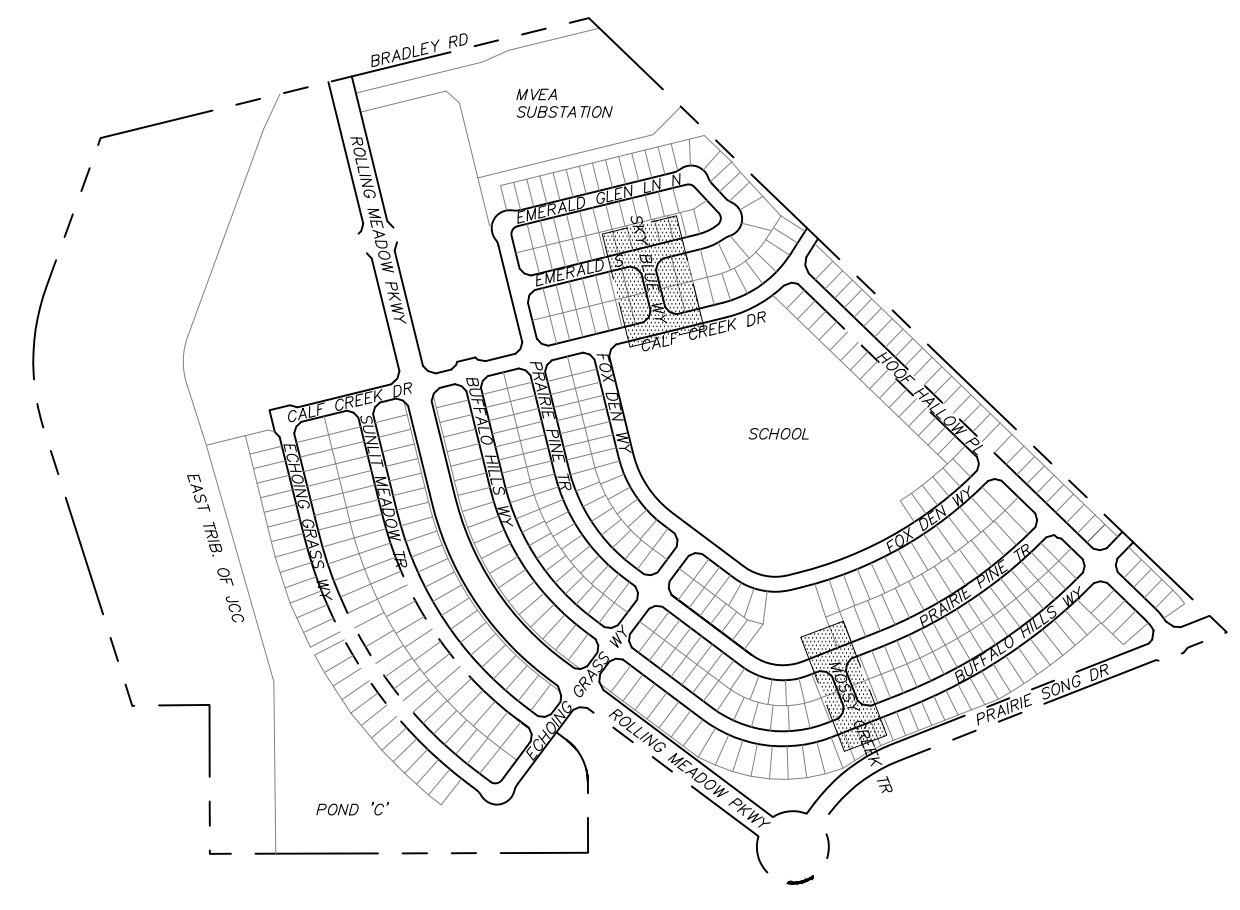 BRADLEY RD
MVEA
SUBSTATION
ROLLING MEADOW PKWY
EMERALD GLEN LN N
SKY BLUE WY
EMERALD S
CALF CREEK DR
HOOF HALLOW PL
CALF CREEK DR
BUFFALO HILLS WY
PRAIRIE PINE TR
FOX DEN WY
SUNLIT MEADOW TR
ECHOING GRASS WY
SCHOOL
EAST TRIB. OF JCC
FOX DEN WY
PRAIRIE PINE TR
BUFFALO HILLS WY
ECHOING GRASS WY
MOSSY CREEK TR
PRAIRIE SONG DR
ROLLING MEADOW PKWY
POND 'C'